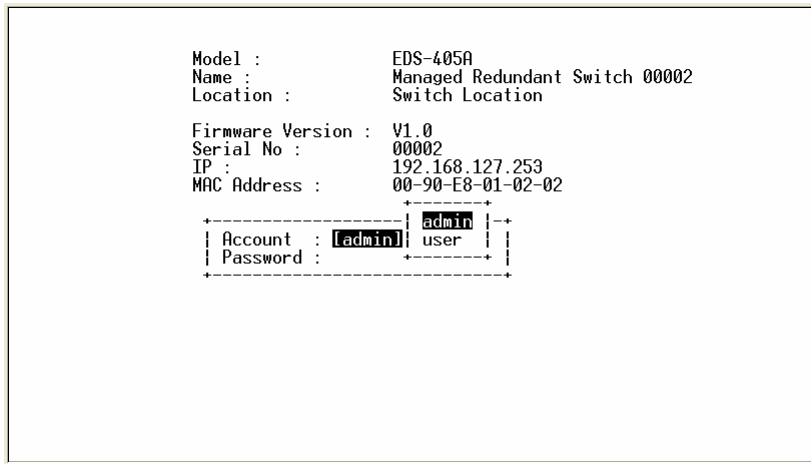 Model : EDS-405A
Name : Managed Redundant Switch 00002
Location : Switch Location
Firmware Version : V1.0
Serial No : 00002
IP : 192.168.127.253
MAC Address : 00-90-E8-01-02-02
admin
Account : [admin] user
Password :